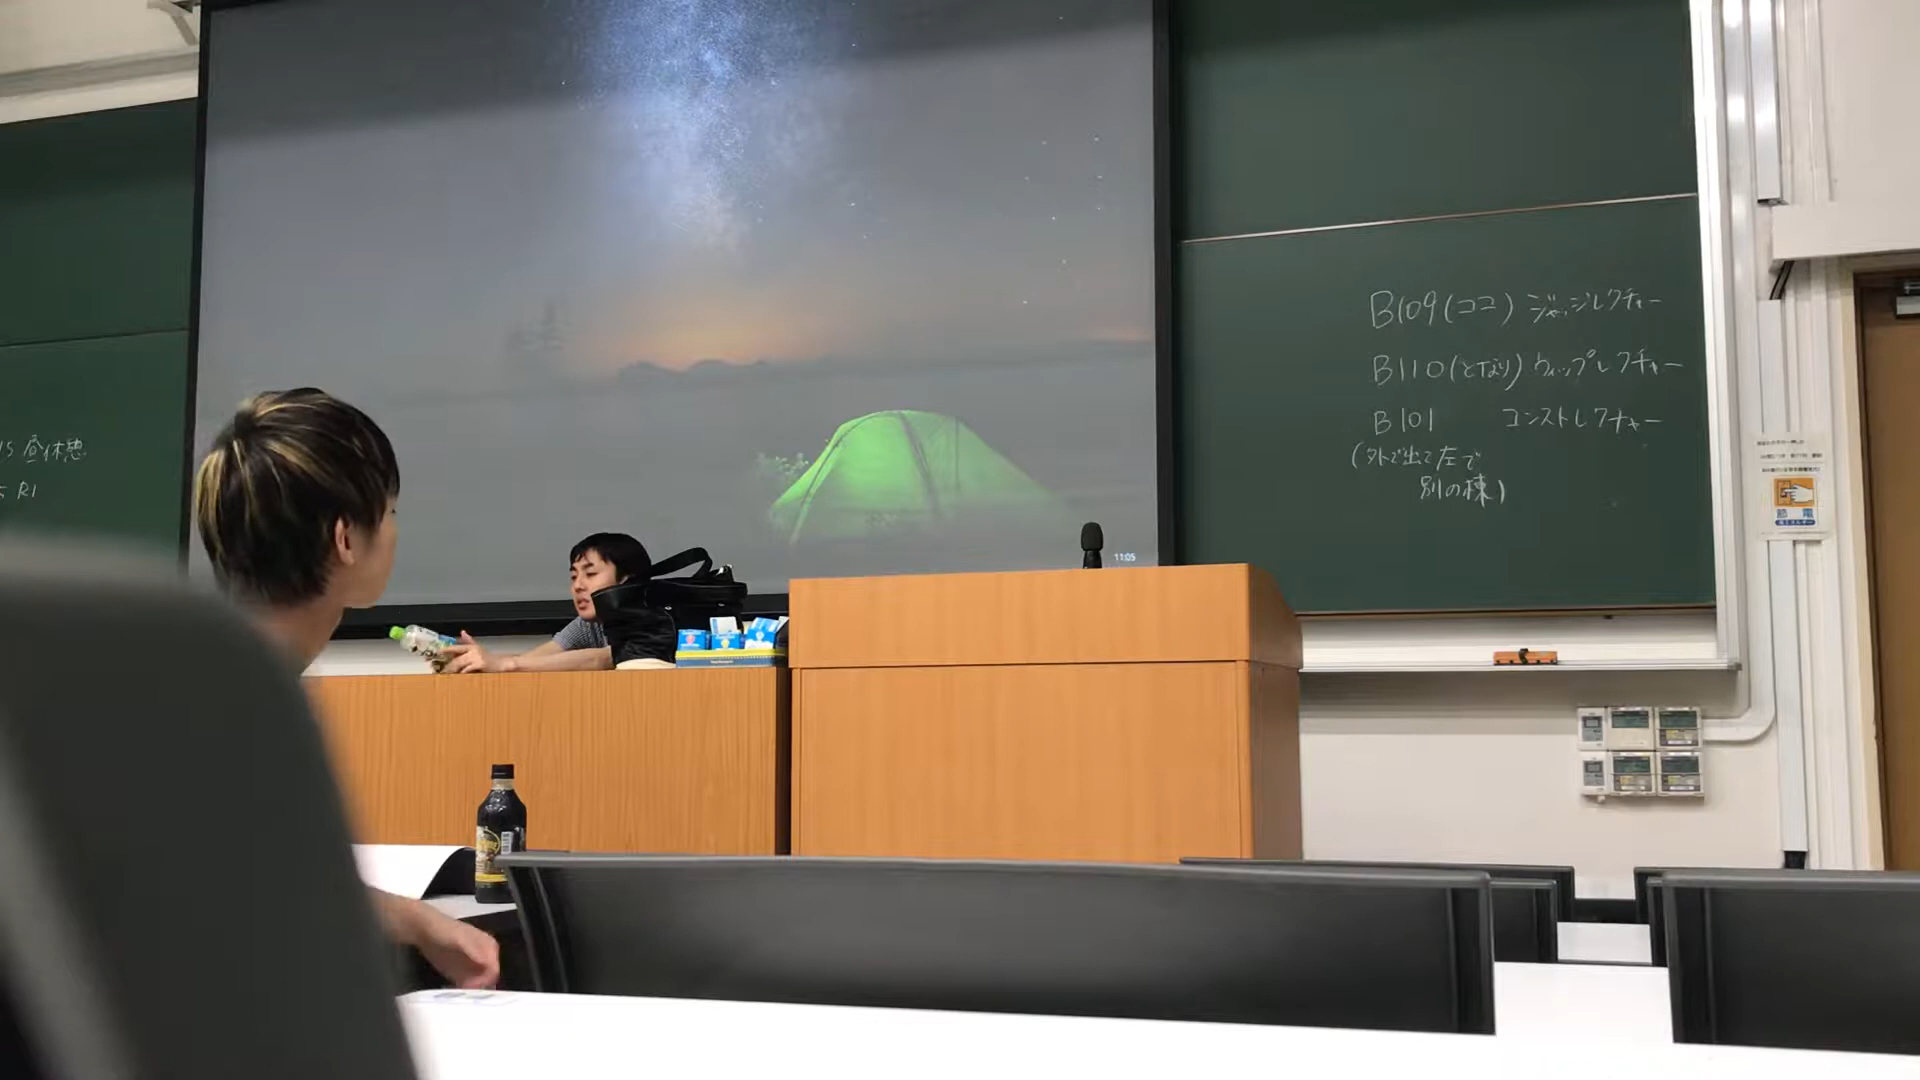 15 昼休憩
5 R1
11:05
B109(ココ) ジャッジレクチャー
B110(となり) ウィップレクチャー
B101 コンストレクチャー
(外で出て左で
別の棟)
節電